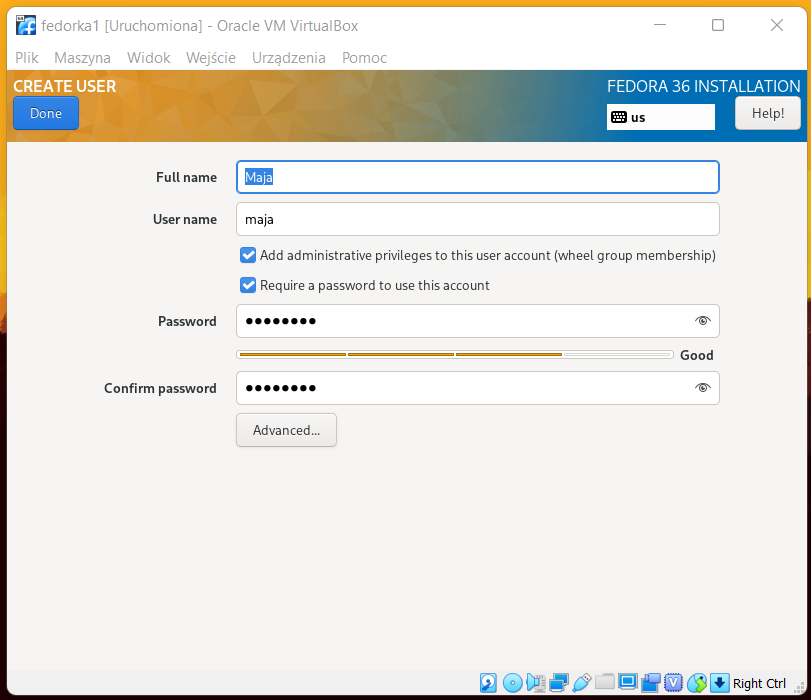 fedorka1 [Uruchomiona] - Oracle VM VirtualBox
Plik Maszyna Widok Wejście Urządzenia Pomoc
CREATE USER
FEDORA 36 INSTALLATION
Done
us
Help!
Full name
Maja
User name
maja
Add administrative privileges to this user account (wheel group membership)
Require a password to use this account
Password
●●●●●●●●
Good
Confirm password
●●●●●●●●
Advanced...
Right Ctrl